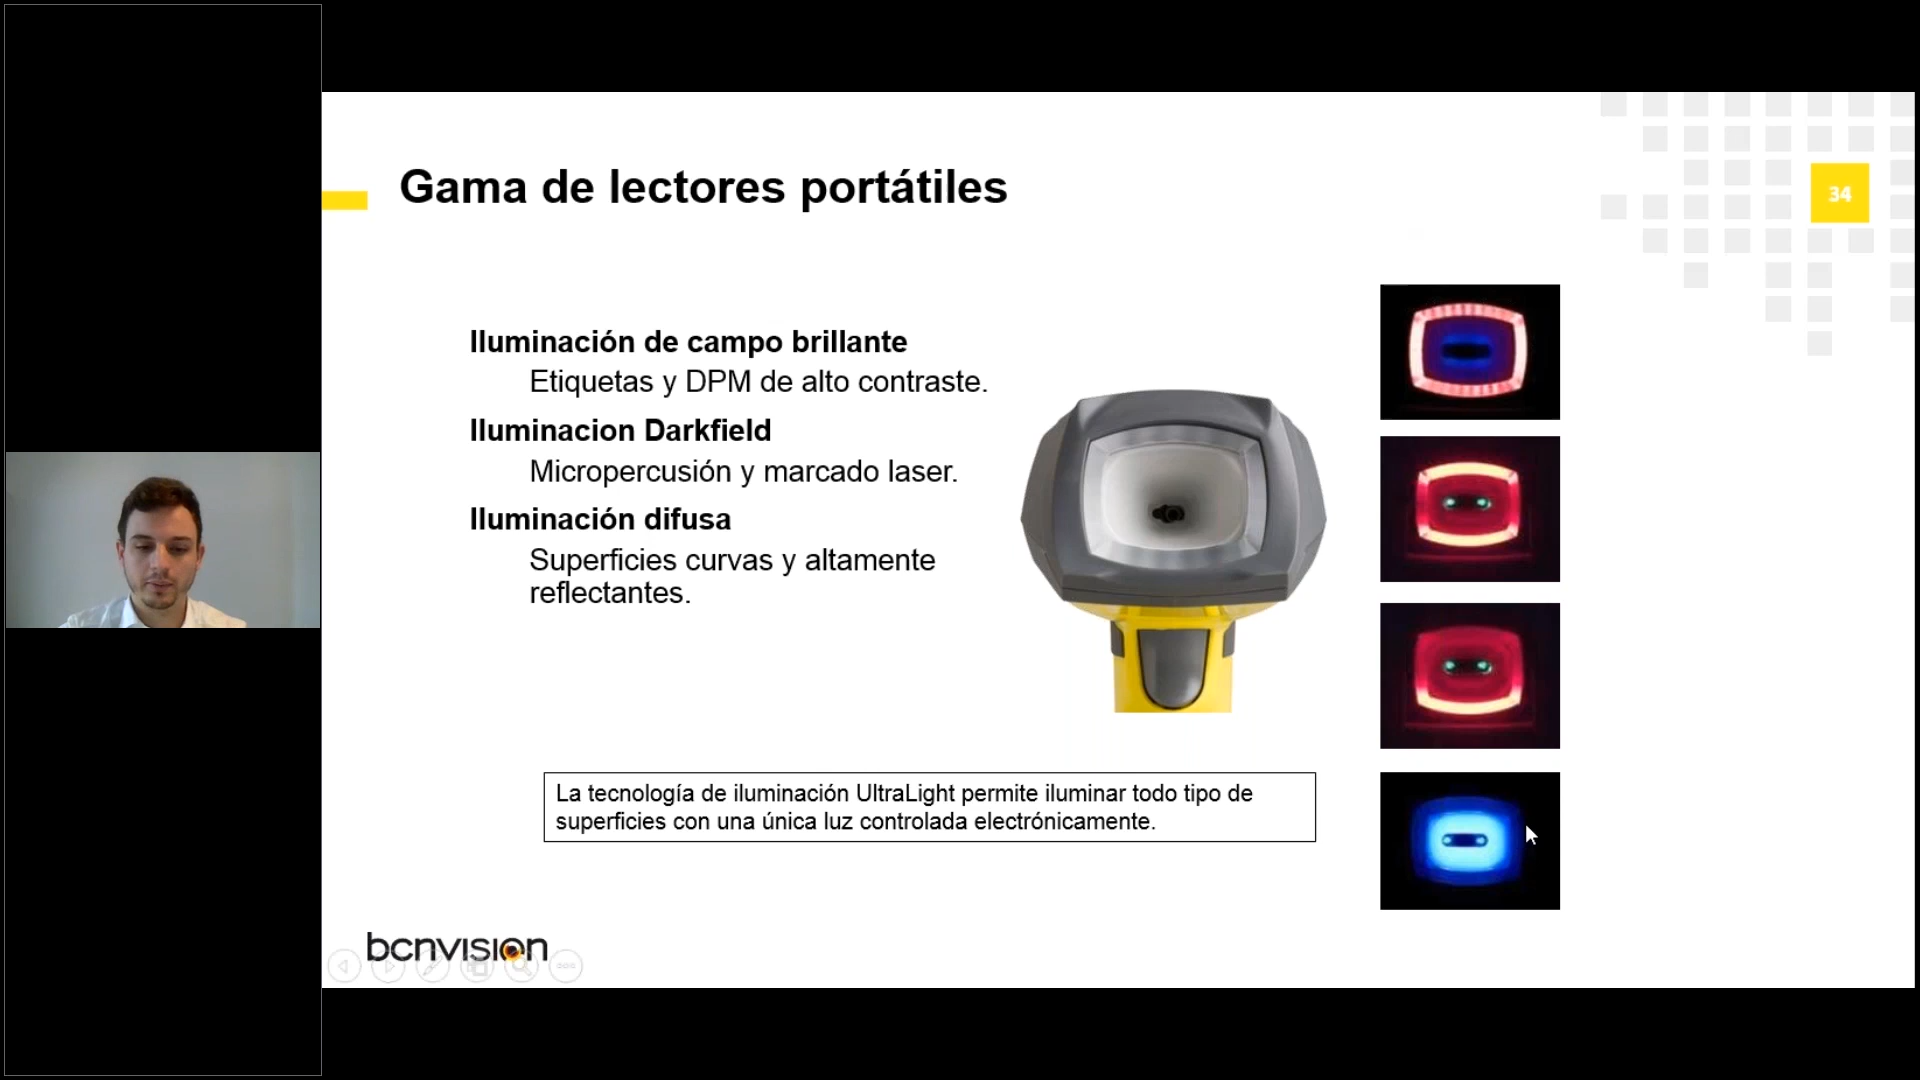 Gama de lectores portátiles
34
Iluminación de campo brillante
Etiquetas y DPM de alto contraste.
Iluminacion Darkfield
Micropercusión y marcado laser.
Iluminación difusa
Superficies curvas y altamente
reflectantes.
La tecnología de iluminación UltraLight permite iluminar todo tipo de
superficies con una única luz controlada electrónicamente.
bcnvision